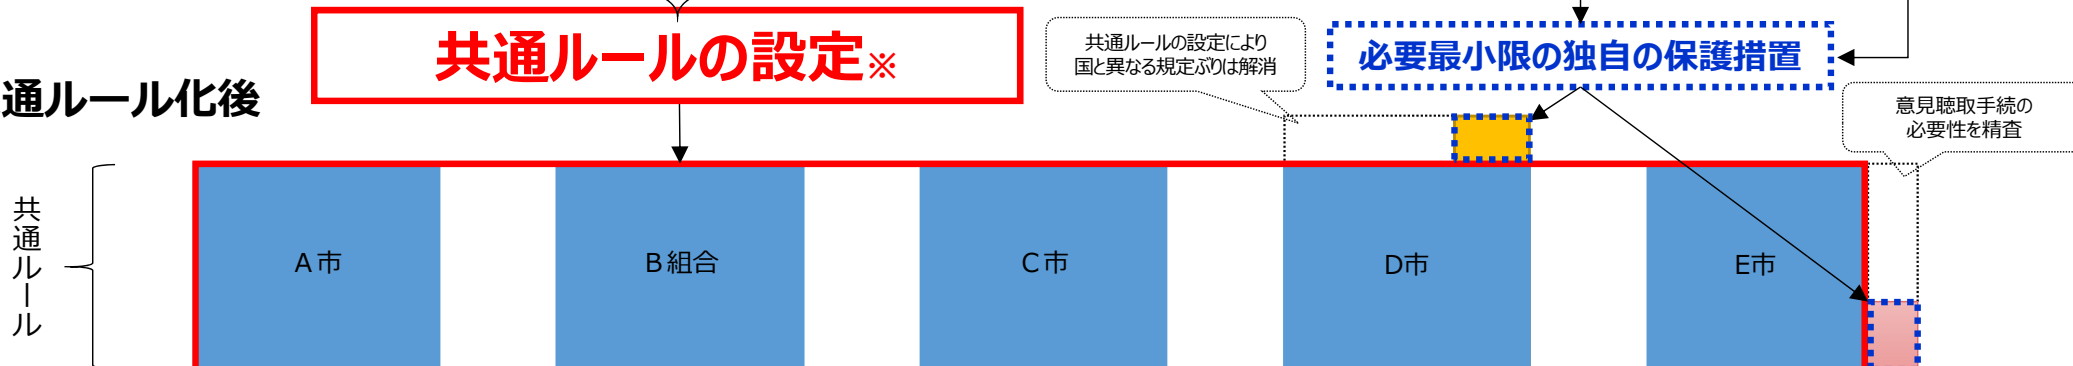 共通ルールの設定※
共通ルールの設定により
国と異なる規定ぶりは解消
必要最小限の独自の保護措置
通ルール化後
意見聴取手続の
必要性を精査
共通ルール
A市
B組合
C市
D市
E市